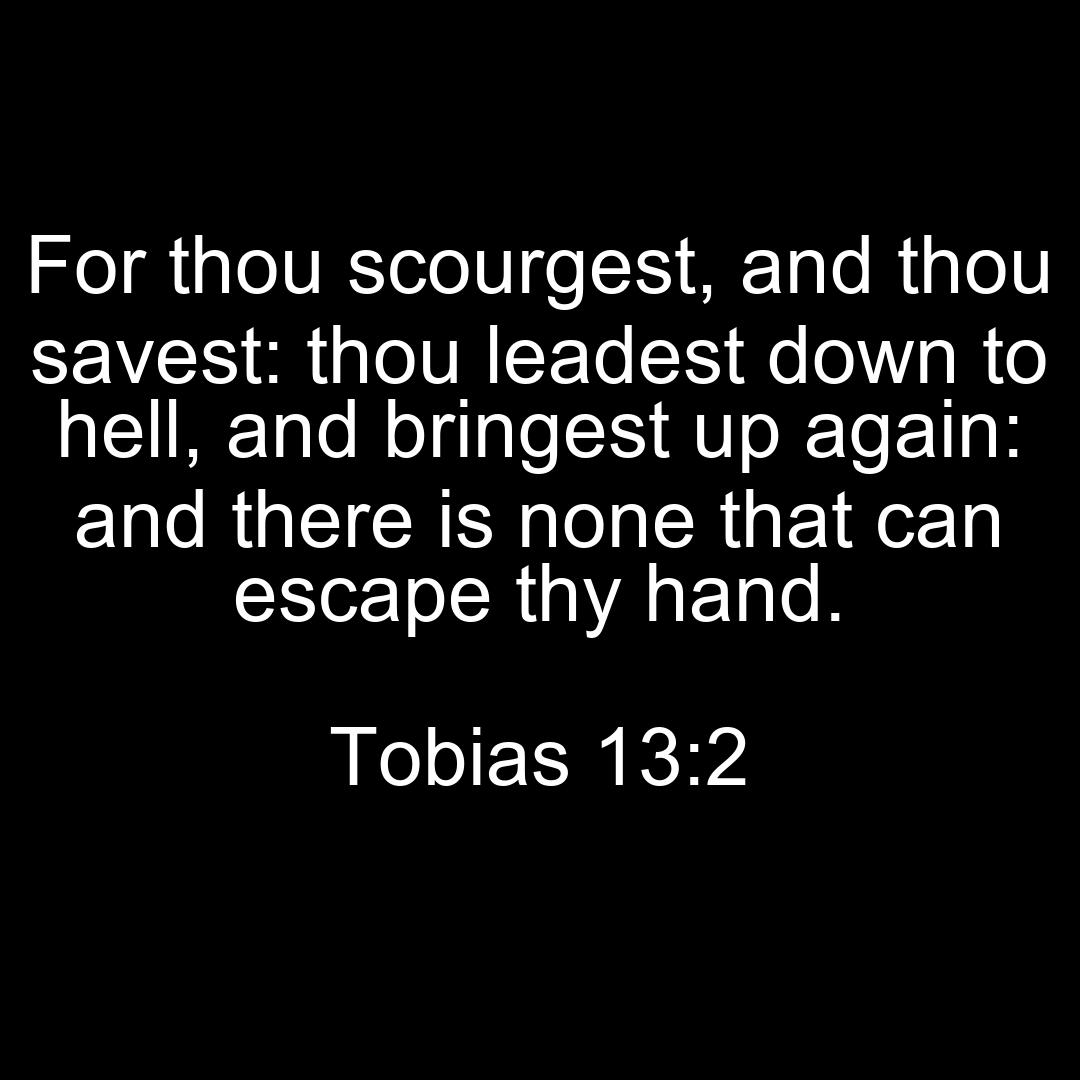 For thou scourgest, and thou
savest: thou leadest down to
hell, and bringest up again:
and there is none that can
escape thy hand.
Tobias 13:2